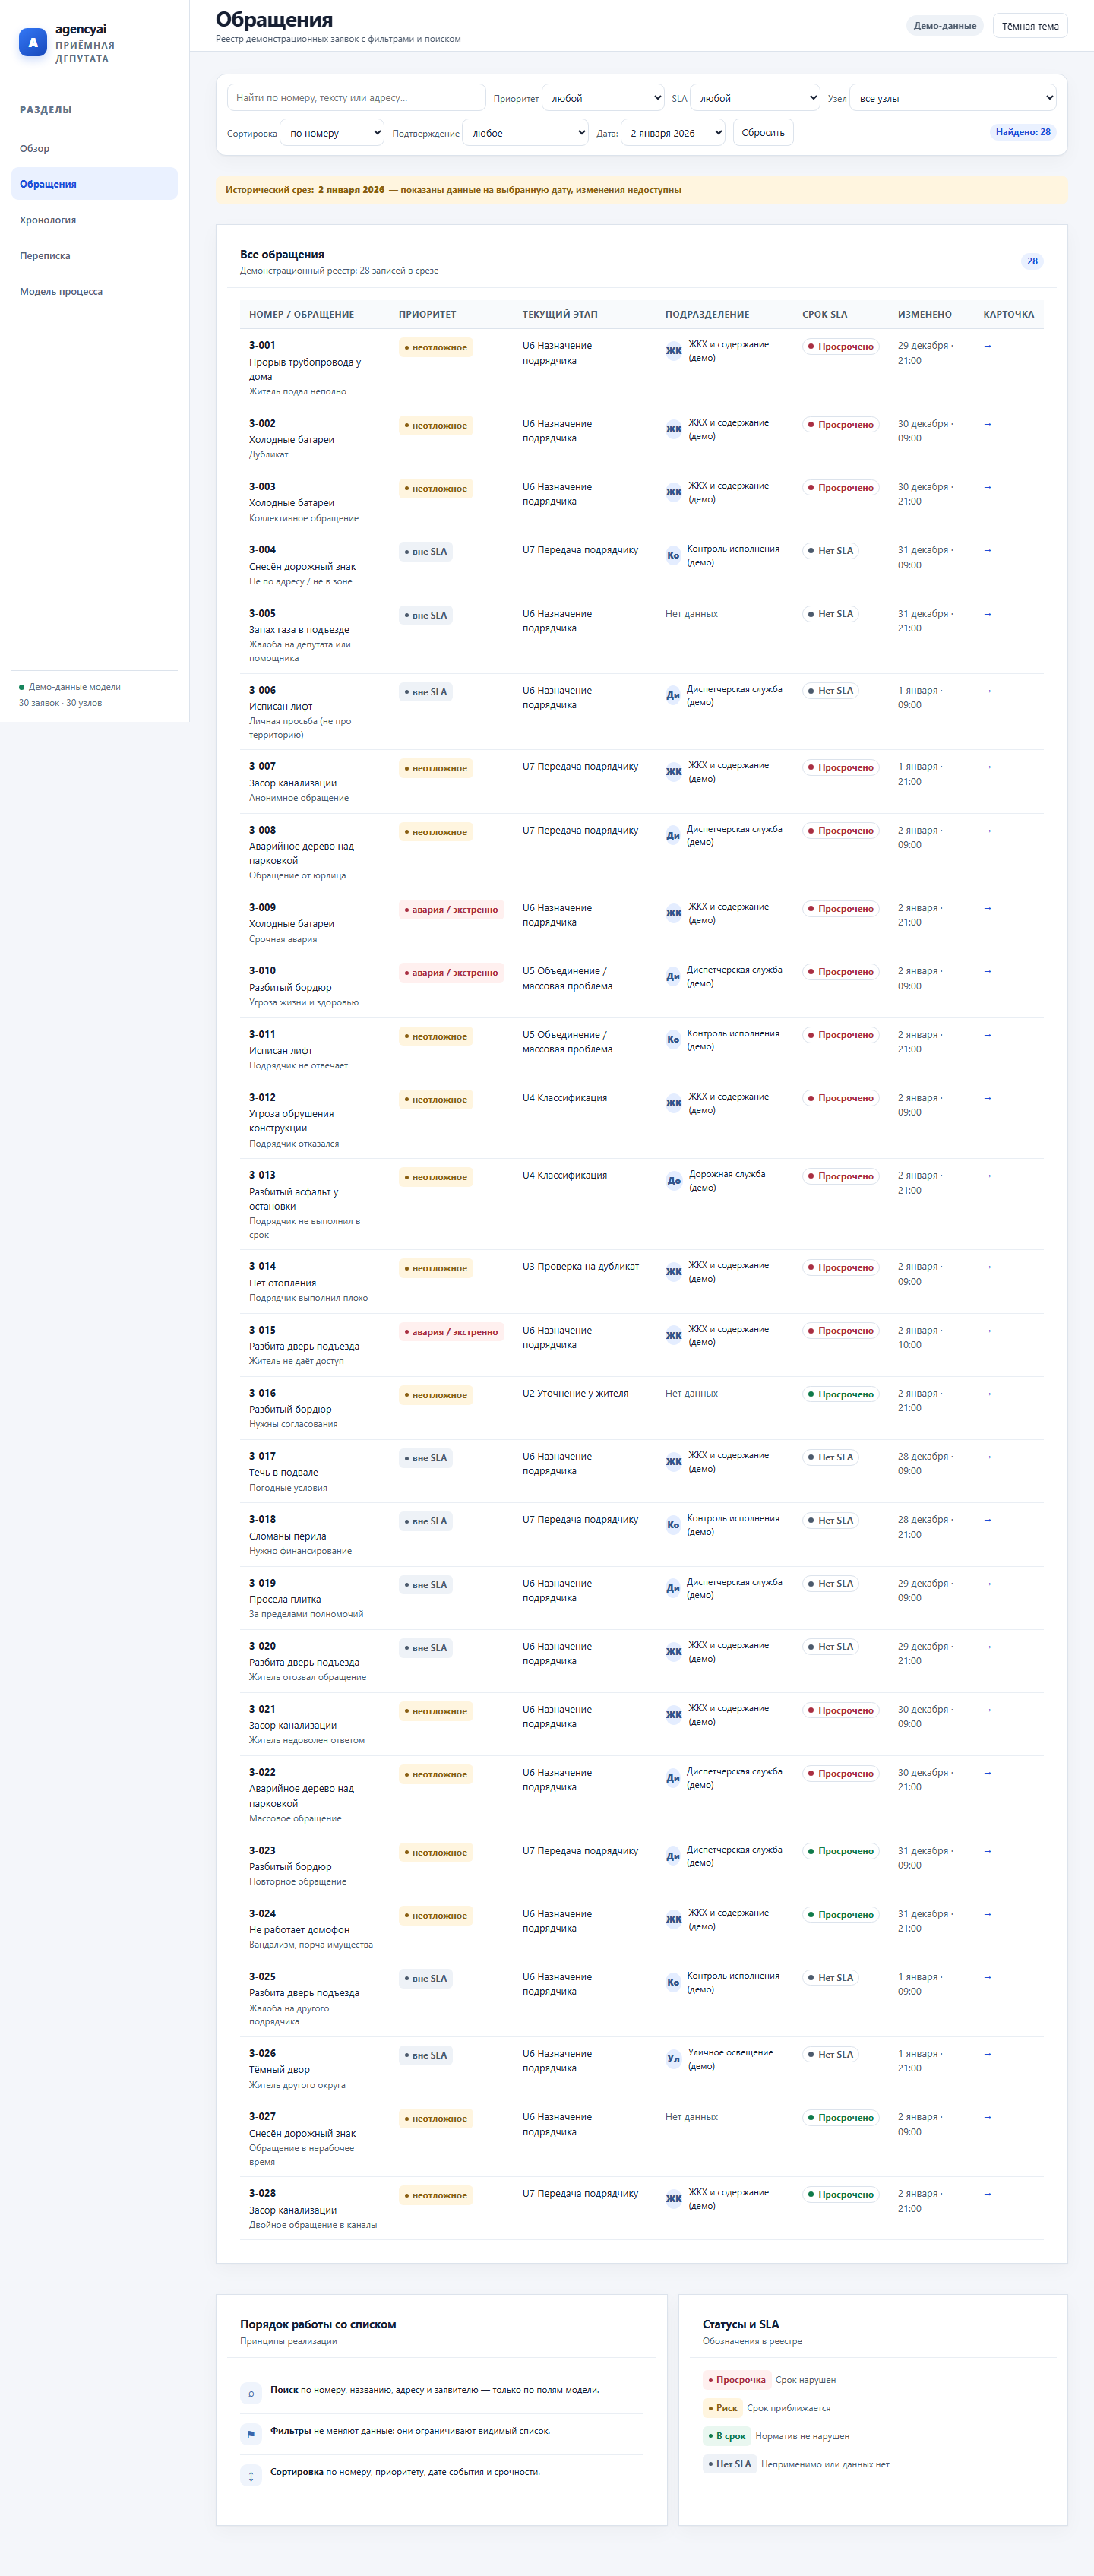 A
agencyai
ПРИЁМНАЯ
ДЕПУТАТА
РАЗДЕЛЫ
Обзор
Обращения
Хронология
Переписка
Модель процесса
Демо-данные модели
30 заявок · 30 узлов
Обращения
Реестр демонстрационных заявок с фильтрами и поиском
Демо-данные
Тёмная тема
Найти по номеру, тексту или адресу...
Приоритет любой
SLA любой
Узел все узлы
Сортировка по номеру
Подтверждение любое
Дата: 2 января 2026
Сбросить
Найдено: 28
Исторический срез: 2 января 2026 — показаны данные на выбранную дату, изменения недоступны
Все обращения
Демонстрационный реестр: 28 записей в срезе
28
НОМЕР / ОБРАЩЕНИЕ ПРИОРИТЕТ ТЕКУЩИЙ ЭТАП ПОДРАЗДЕЛЕНИЕ СРОК SLA ИЗМЕНЕНО КАРТОЧКА
З-001 неотложное U6 Назначение ЖК ЖКХ и содержание Просрочено 29 декабря · →
Прорыв трубопровода у подрядчика (демо) 21:00
дома
Житель подал неполно
З-002 неотложное U6 Назначение ЖК ЖКХ и содержание Просрочено 30 декабря · →
Холодные батареи подрядчика (демо) 09:00
Дубликат
З-003 неотложное U6 Назначение ЖК ЖКХ и содержание Просрочено 30 декабря · →
Холодные батареи подрядчика (демо) 21:00
Коллективное обращение
З-004 вне SLA U7 Передача подрядчику Ко Контроль исполнения Нет SLA 31 декабря · →
Снесён дорожный знак (демо) 09:00
Не по адресу / не в зоне
З-005 вне SLA U6 Назначение Нет данных Нет SLA 31 декабря · →
Запах газа в подъезде подрядчика 21:00
Жалоба на депутата или
помощника
З-006 вне SLA U6 Назначение Ди Диспетчерская служба Нет SLA 1 января · →
Исписан лифт подрядчика (демо) 09:00
Личная просьба (не про
территорию)
З-007 неотложное U7 Передача подрядчику ЖК ЖКХ и содержание Просрочено 1 января · →
Засор канализации (демо) 21:00
Анонимное обращение
З-008 неотложное U7 Передача подрядчику Ди Диспетчерская служба Просрочено 2 января · →
Аварийное дерево над (демо) 09:00
парковкой
Обращение от юрлица
З-009 авария / экстренно U6 Назначение ЖК ЖКХ и содержание Просрочено 2 января · →
Холодные батареи подрядчика (демо) 21:00
Срочная авария
З-010 авария / экстренно U5 Объединение / Ди Диспетчерская служба Просрочено 2 января · →
Разбитый бордюр массовая проблема (демо) 09:00
Угроза жизни и здоровью
З-011 неотложное U5 Объединение / Ко Контроль исполнения Просрочено 2 января · →
Исписан лифт массовая проблема (демо) 21:00
Подрядчик не отвечает
З-012 неотложное U4 Классификация ЖК ЖКХ и содержание Просрочено 2 января · →
Угроза обрушения (демо) 09:00
конструкции
Подрядчик отказался
З-013 неотложное U4 Классификация До Дорожная служба Просрочено 2 января · →
Разбитый асфальт у (демо) 21:00
остановки
Подрядчик не выполнил в
срок
З-014 неотложное U3 Проверка на дубликат ЖК ЖКХ и содержание Просрочено 2 января · →
Нет отопления (демо) 09:00
Подрядчик выполнил плохо
З-015 авария / экстренно U6 Назначение ЖК ЖКХ и содержание Просрочено 2 января · →
Разбита дверь подъезда подрядчика (демо) 10:00
Житель не даёт доступ
З-016 неотложное U2 Уточнение у жителя Нет данных Просрочено 2 января · →
Разбитый бордюр 21:00
Нужны согласования
З-017 вне SLA U6 Назначение ЖК ЖКХ и содержание Нет SLA 28 декабря · →
Течь в подвале подрядчика (демо) 09:00
Погодные условия
З-018 вне SLA U7 Передача подрядчику Ко Контроль исполнения Нет SLA 28 декабря · →
Сломаны перила (демо) 21:00
Нужно финансирование
З-019 вне SLA U6 Назначение Ди Диспетчерская служба Нет SLA 29 декабря · →
Просела плитка подрядчика (демо) 09:00
За пределами полномочий
З-020 вне SLA U6 Назначение ЖК ЖКХ и содержание Нет SLA 29 декабря · →
Разбита дверь подъезда подрядчика (демо) 21:00
Житель отозвал обращение
З-021 неотложное U6 Назначение ЖК ЖКХ и содержание Просрочено 30 декабря · →
Засор канализации подрядчика (демо) 09:00
Житель недоволен ответом
З-022 неотложное U6 Назначение Ди Диспетчерская служба Просрочено 30 декабря · →
Аварийное дерево над подрядчика (демо) 21:00
парковкой
Массовое обращение
З-023 неотложное U7 Передача подрядчику Ди Диспетчерская служба Просрочено 31 декабря · →
Разбитый бордюр (демо) 09:00
Повторное обращение
З-024 неотложное U6 Назначение ЖК ЖКХ и содержание Просрочено 31 декабря · →
Не работает домофон подрядчика (демо) 21:00
Вандализм, порча имущества
З-025 вне SLA U6 Назначение Ко Контроль исполнения Нет SLA 1 января · →
Разбита дверь подъезда подрядчика (демо) 09:00
Жалоба на другого
подрядчика
З-026 вне SLA U6 Назначение Ул Уличное освещение Нет SLA 1 января · →
Тёмный двор подрядчика (демо) 21:00
Житель другого округа
З-027 неотложное U6 Назначение Нет данных Просрочено 2 января · →
Снесён дорожный знак подрядчика 09:00
Обращение в нерабочее
время
З-028 неотложное U7 Передача подрядчику ЖК ЖКХ и содержание Просрочено 2 января · →
Засор канализации (демо) 21:00
Двойное обращение в каналы
Порядок работы со списком
Принципы реализации
Поиск по номеру, названию, адресу и заявителю — только по полям модели.
Фильтры не меняют данные: они ограничивают видимый список.
Сортировка по номеру, приоритету, дате события и срочности.
Статусы и SLA
Обозначения в реестре
Просрочка Срок нарушен
Риск Срок приближается
В срок Норматив не нарушен
Нет SLA Неприменимо или данных нет